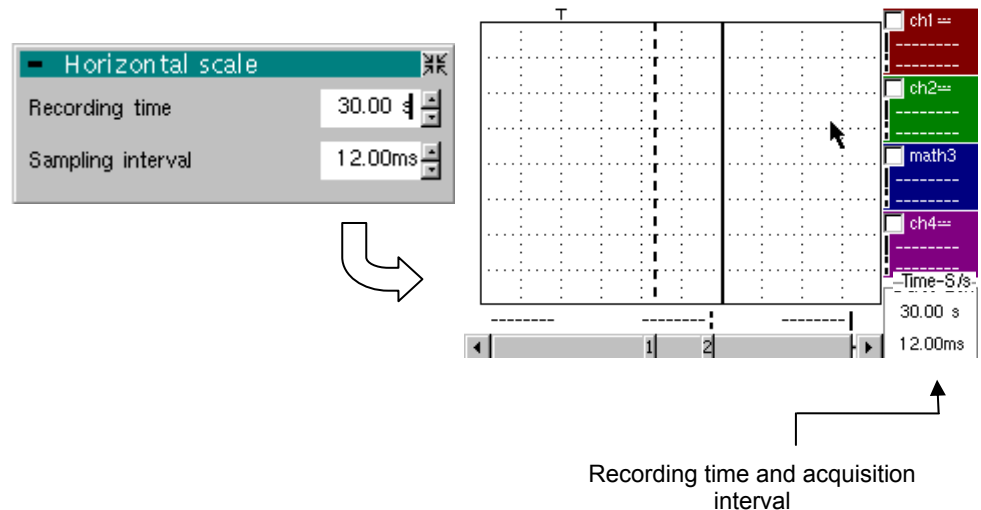 Horizontal scale
Recording time 30.00 s
Sampling interval 12.00ms
T
ch1
--------
--------
ch2
--------
--------
math3
--------
--------
ch4
--------
--------
Time-S/s
30.00 s
12.00ms
-------- -------- --------
1 2
Recording time and acquisition
interval